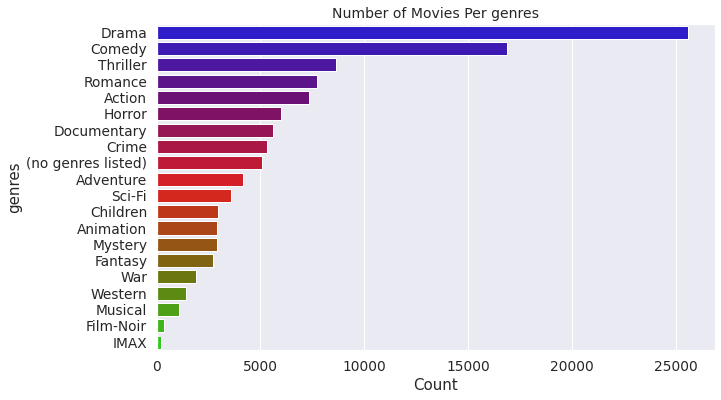 Number of Movies Per genres
genres
Drama
Comedy
Thriller
Romance
Action
Horror
Documentary
Crime
(no genres listed)
Adventure
Sci-Fi
Children
Animation
Mystery
Fantasy
War
Western
Musical
Film-Noir
IMAX
0 5000 10000 15000 20000 25000
Count